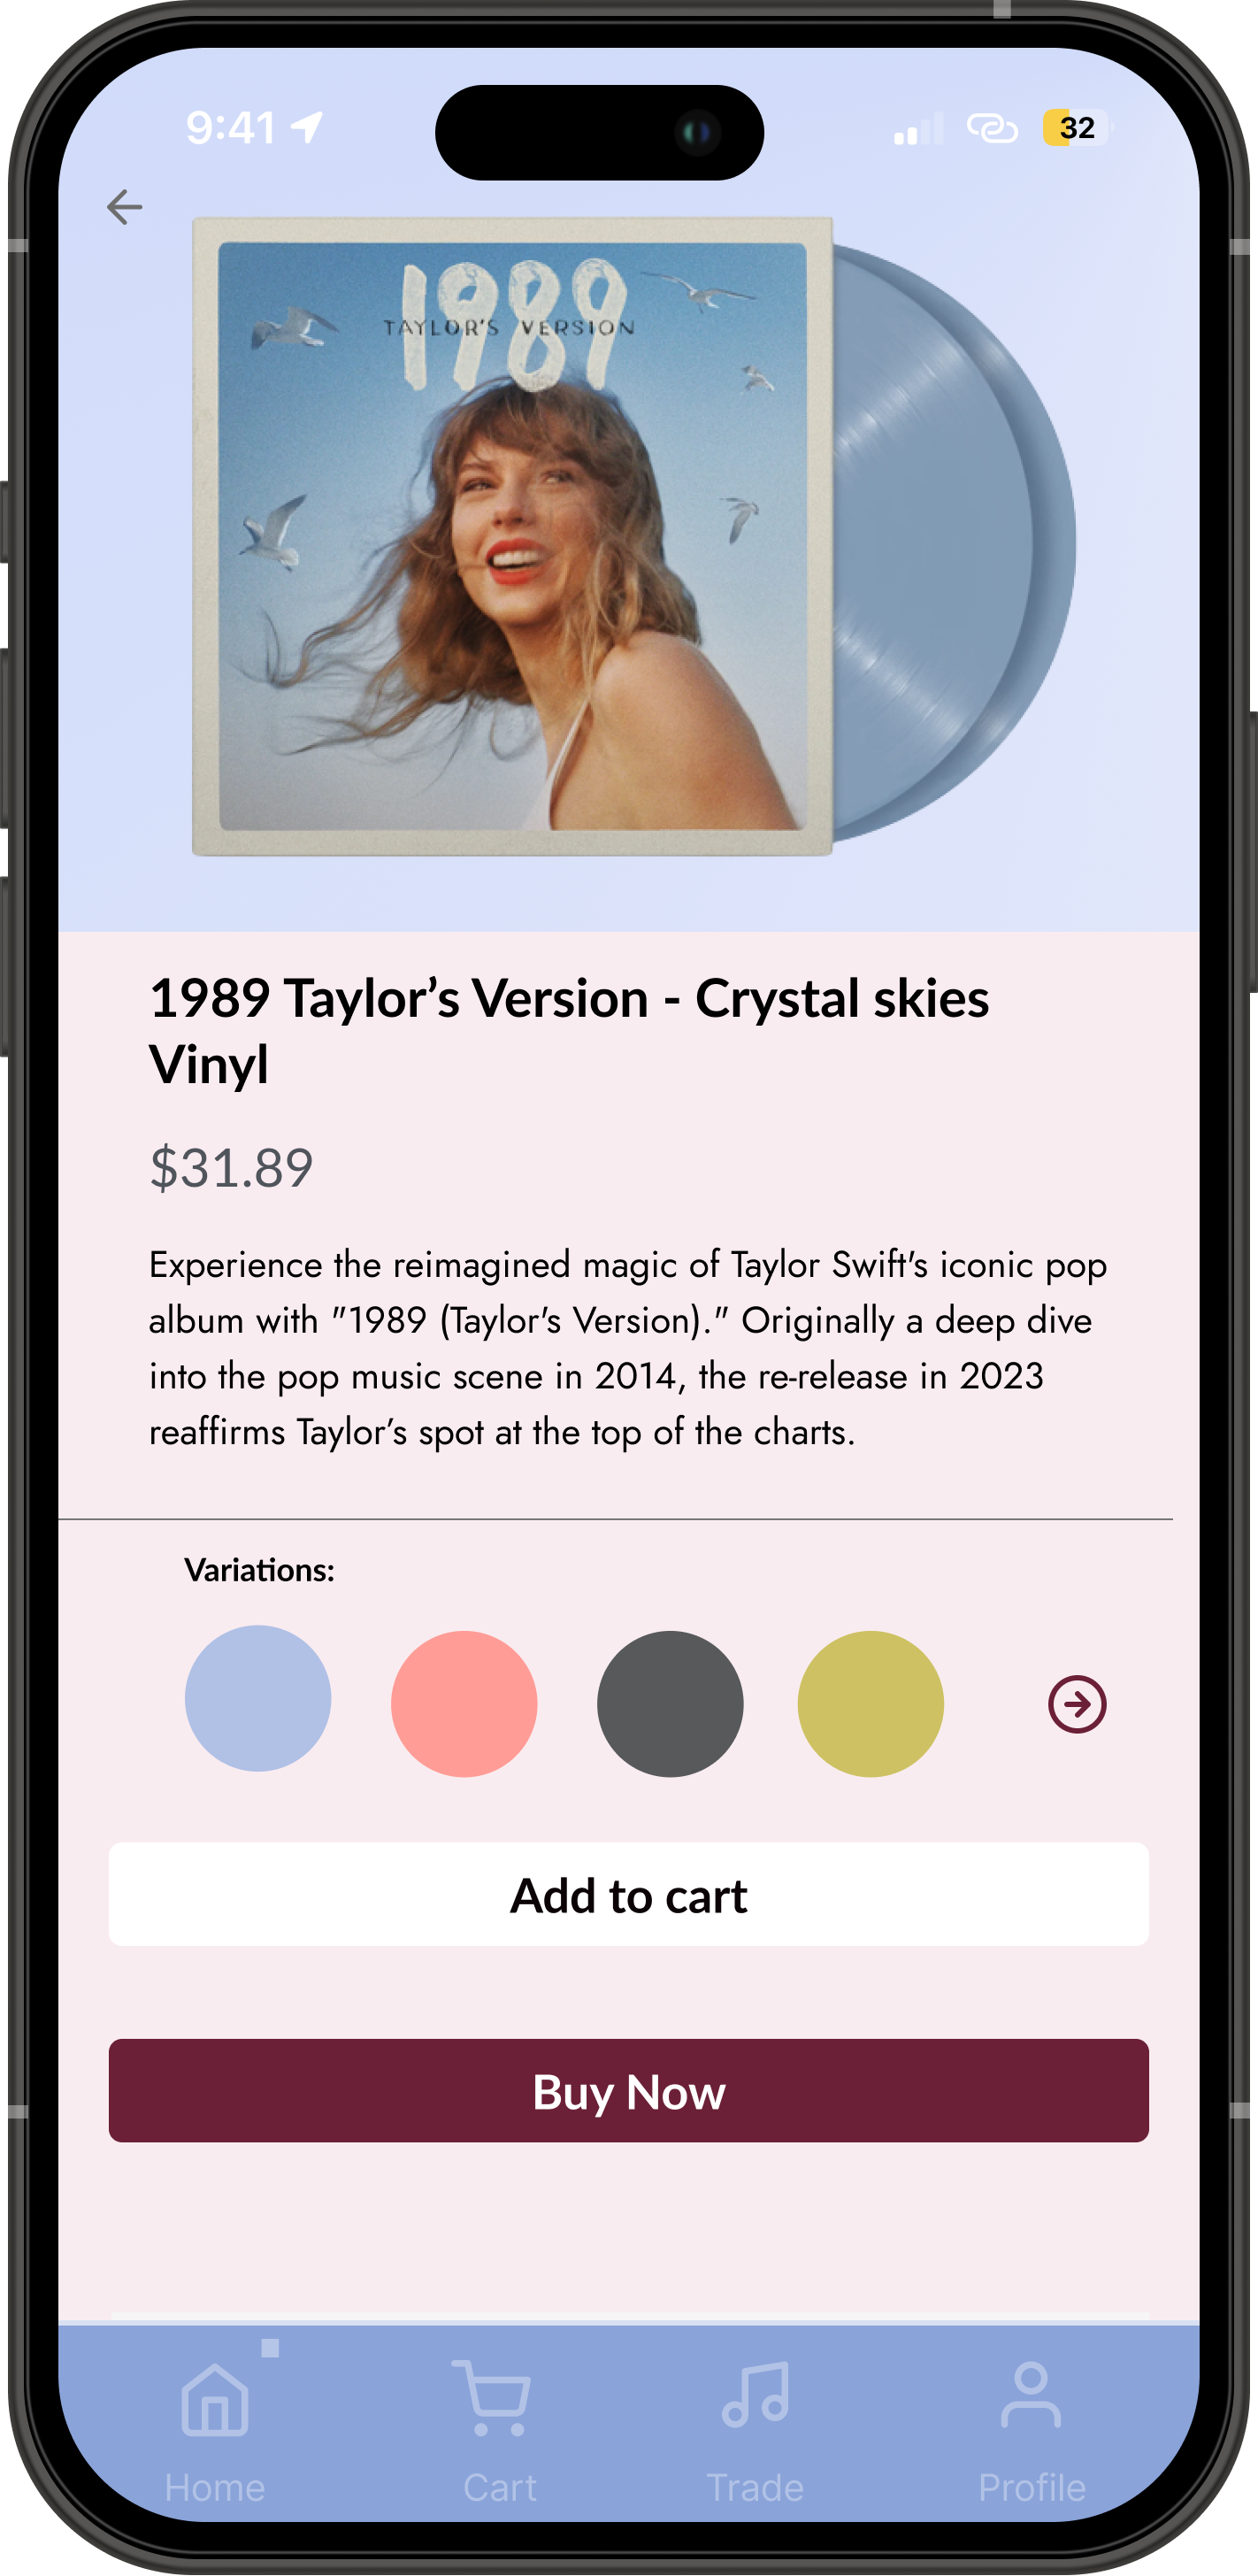 9:41
32
1989
TAYLOR'S VERSION
1989 Taylor’s Version - Crystal skies
Vinyl
$31.89
Experience the reimagined magic of Taylor Swift's iconic pop
album with "1989 (Taylor's Version)." Originally a deep dive
into the pop music scene in 2014, the re-release in 2023
reaffirms Taylor’s spot at the top of the charts.
Variations:
Add to cart
Buy Now
Home Cart Trade Profile